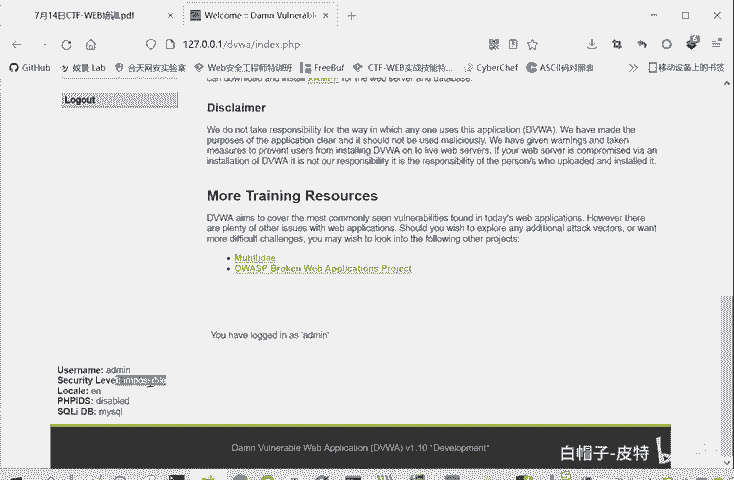 7月14日CTF-WEB培训.pdf
Welcome :: Damn Vulnerable
127.0.0.1/dvwa/index.php
GitHub
蚁景 Lab
合天网安实验室
Web安全工程师特训班
FreeBuf
CTF-WEB实战技能特...
CyberChef
ASCII码对照表
移动设备上的书签
can download and install XAMPP for the web server and database.
Logout
Disclaimer
We do not take responsibility for the way in which any one uses this application (DVWA). We have made the
purposes of the application clear and it should not be used maliciously. We have given warnings and taken
measures to prevent users from installing DVWA on to live web servers. If your web server is compromised via an
installation of DVWA it is not our responsibility it is the responsibility of the person/s who uploaded and installed it.
More Training Resources
DVWA aims to cover the most commonly seen vulnerabilities found in today's web applications. However there
are plenty of other issues with web applications. Should you wish to explore any additional attack vectors, or want
more difficult challenges, you may wish to look into the following other projects:
Mutillidae
OWASP Broken Web Applications Project
You have logged in as 'admin'
Username: admin
Security Level: impossible
Locale: en
PHPIDS: disabled
SQLi DB: mysql
Damn Vulnerable Web Application (DVWA) v1.10 *Development*
白帽子-皮特